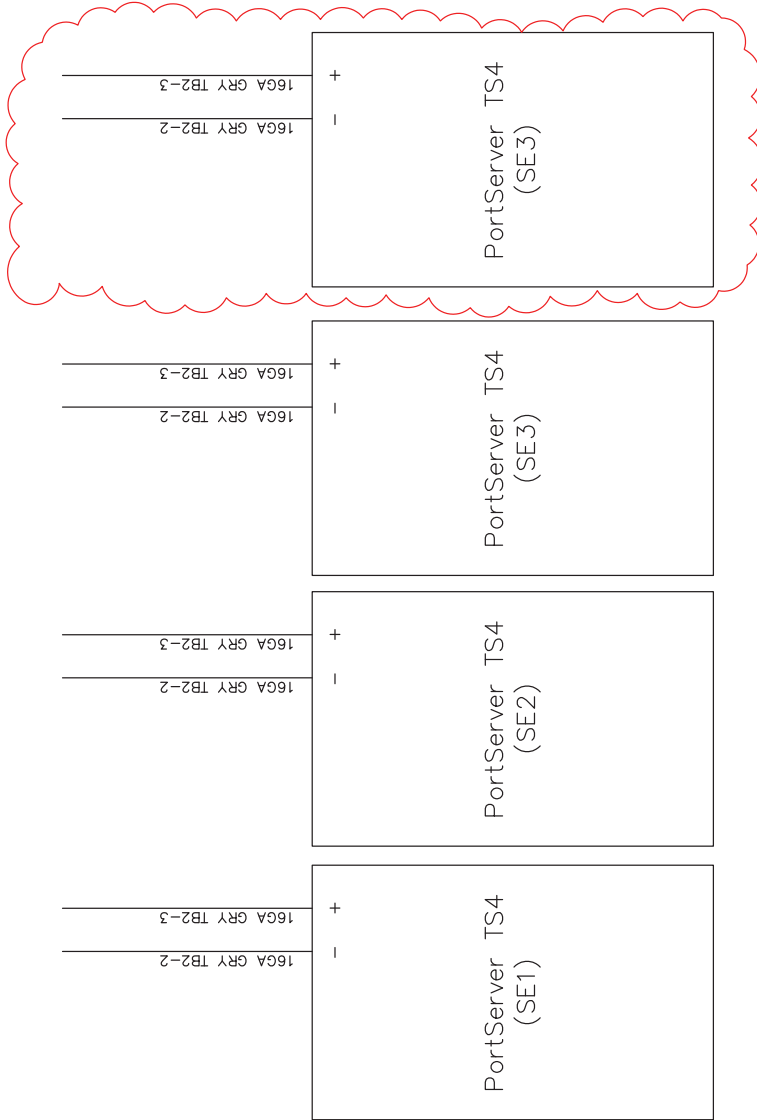 16GA GRY TB2-3
+
16GA GRY TB2-2
-
PortServer TS4
(SE3)
16GA GRY TB2-3
+
16GA GRY TB2-2
-
PortServer TS4
(SE3)
16GA GRY TB2-3
+
16GA GRY TB2-2
-
PortServer TS4
(SE2)
16GA GRY TB2-3
+
16GA GRY TB2-2
-
PortServer TS4
(SE1)